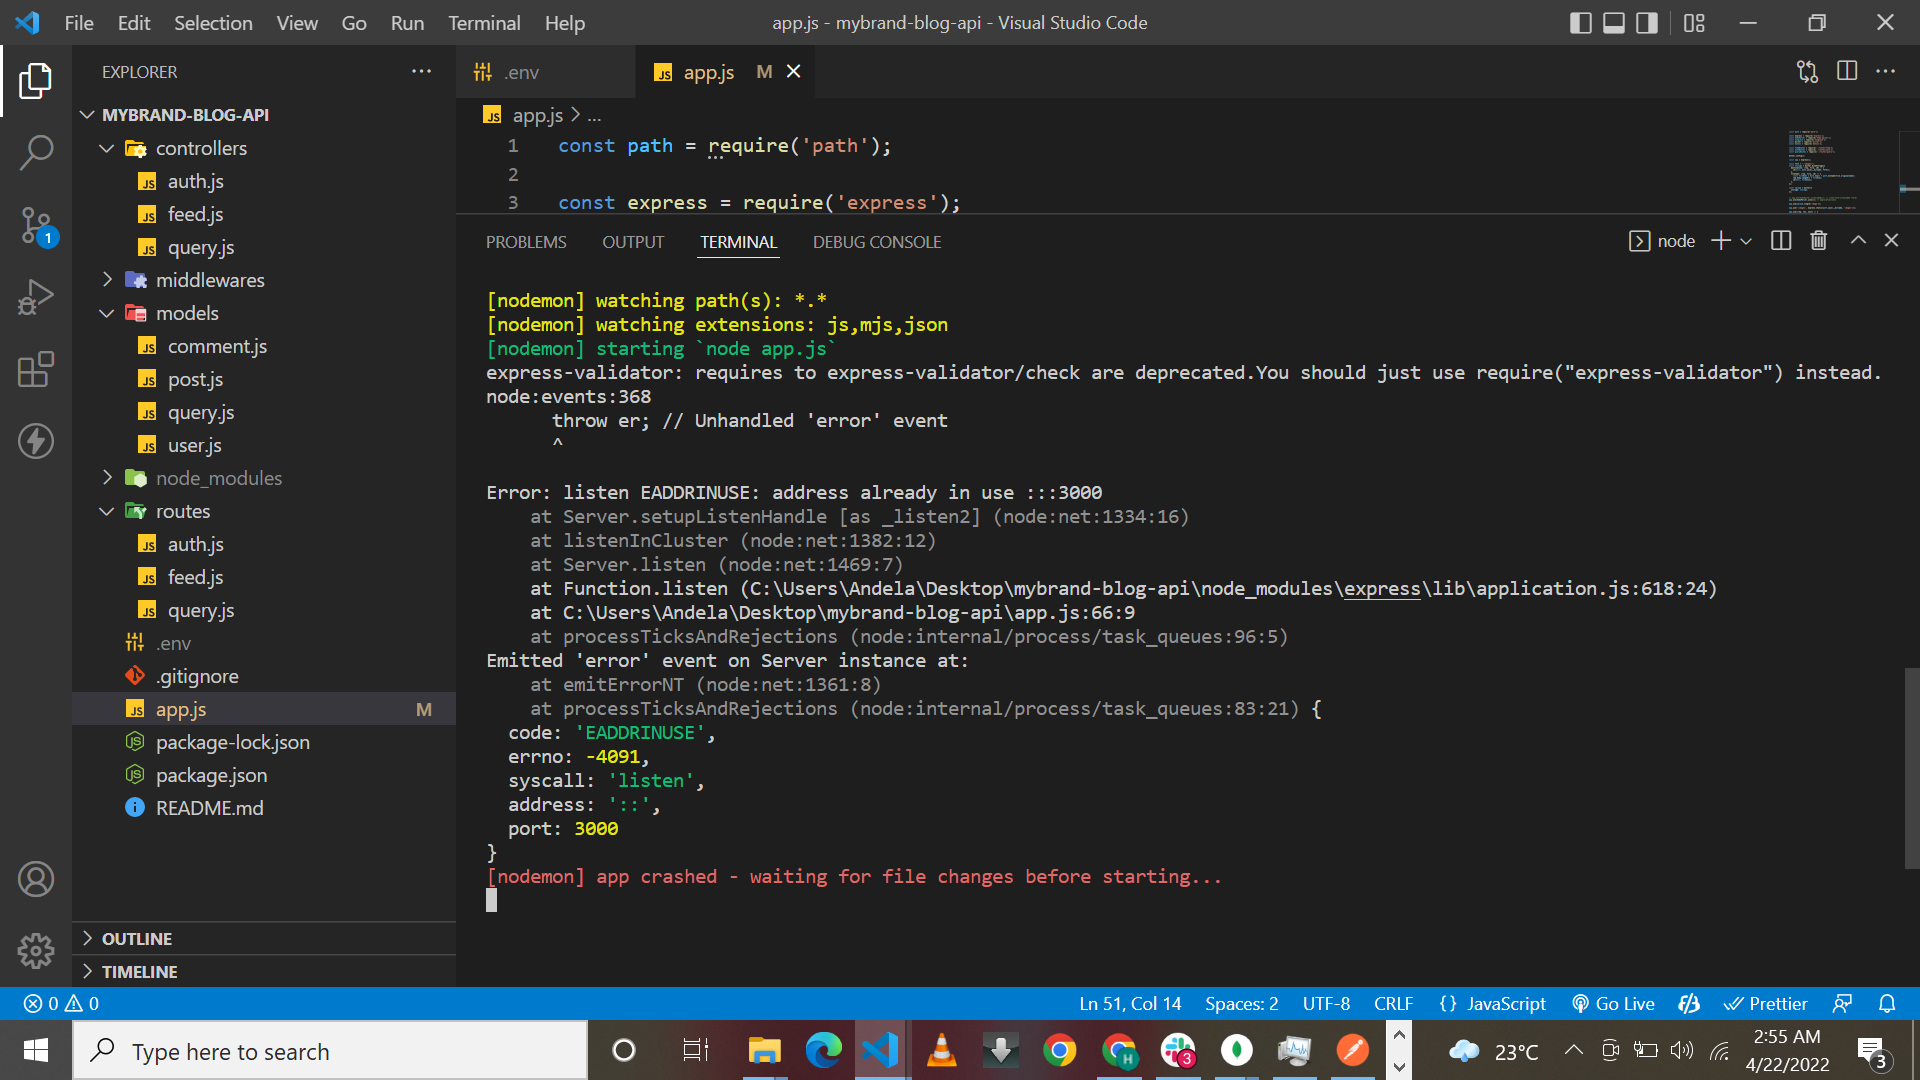 File Edit Selection View Go Run Terminal Help
app.js - mybrand-blog-api - Visual Studio Code
EXPLORER
MYBRAND-BLOG-API
controllers
auth.js
feed.js
query.js
middlewares
models
comment.js
post.js
query.js
user.js
node_modules
routes
auth.js
feed.js
query.js
.env
.gitignore
app.js M
package-lock.json
package.json
README.md
OUTLINE
TIMELINE
1
.env
app.js M
app.js > ...
1 const path = require('path');
2
3 const express = require('express');
PROBLEMS OUTPUT TERMINAL DEBUG CONSOLE
node
[nodemon] watching path(s): *.*
[nodemon] watching extensions: js,mjs,json
[nodemon] starting `node app.js`
express-validator: requires to express-validator/check are deprecated.You should just use require("express-validator") instead.
node:events:368
throw er; // Unhandled 'error' event
^
Error: listen EADDRINUSE: address already in use :::3000
at Server.setupListenHandle [as _listen2] (node:net:1334:16)
at listenInCluster (node:net:1382:12)
at Server.listen (node:net:1469:7)
at Function.listen (C:\Users\Andela\Desktop\mybrand-blog-api\node_modules\express\lib\application.js:618:24)
at C:\Users\Andela\Desktop\mybrand-blog-api\app.js:66:9
at processTicksAndRejections (node:internal/process/task_queues:96:5)
Emitted 'error' event on Server instance at:
at emitErrorNT (node:net:1361:8)
at processTicksAndRejections (node:internal/process/task_queues:83:21) {
code: 'EADDRINUSE',
errno: -4091,
syscall: 'listen',
address: '::',
port: 3000
}
[nodemon] app crashed - waiting for file changes before starting...
0 0
Ln 51, Col 14 Spaces: 2 UTF-8 CRLF {} JavaScript Go Live Prettier
Type here to search
H
3
23°C
2:55 AM
4/22/2022
3